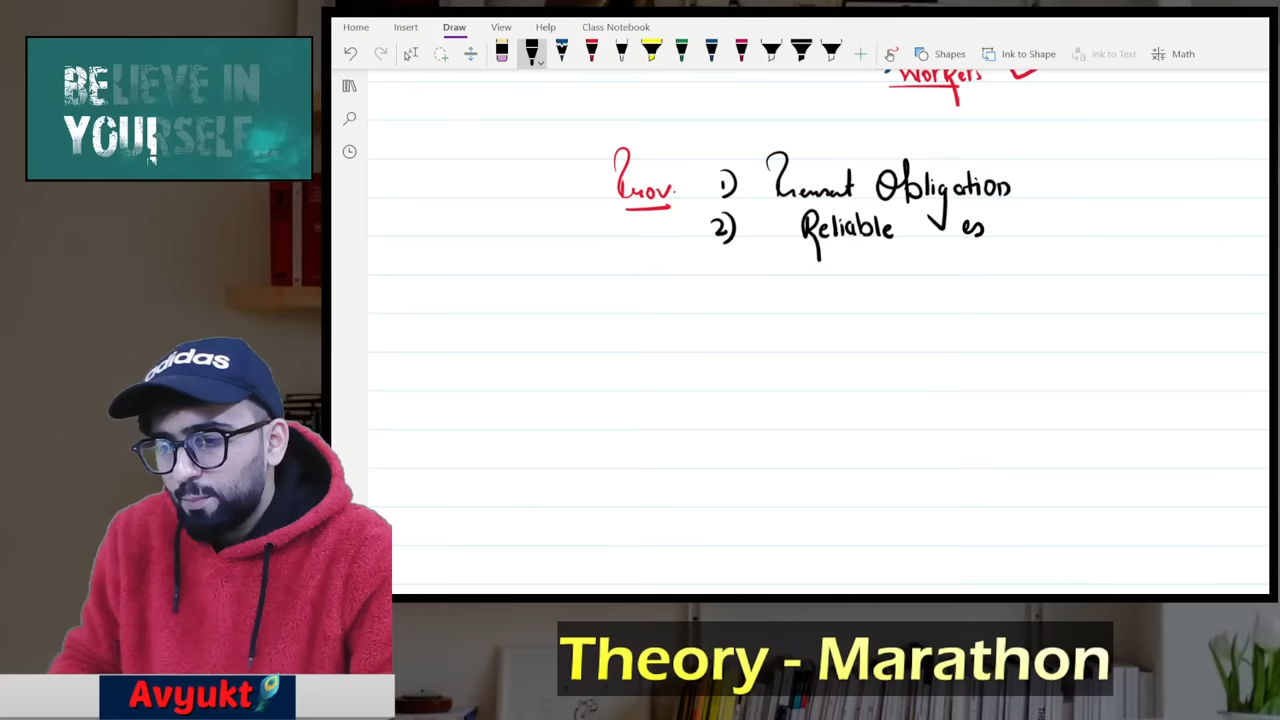 BELIEVE IN
YOURSELF...
Home Insert Draw View Help Class Notebook
Shapes Ink to Shape Ink to Text Math
Workers
Prov. 1) Present Obligation
2) Reliable es
adidas
Theory - Marathon
Avyukt